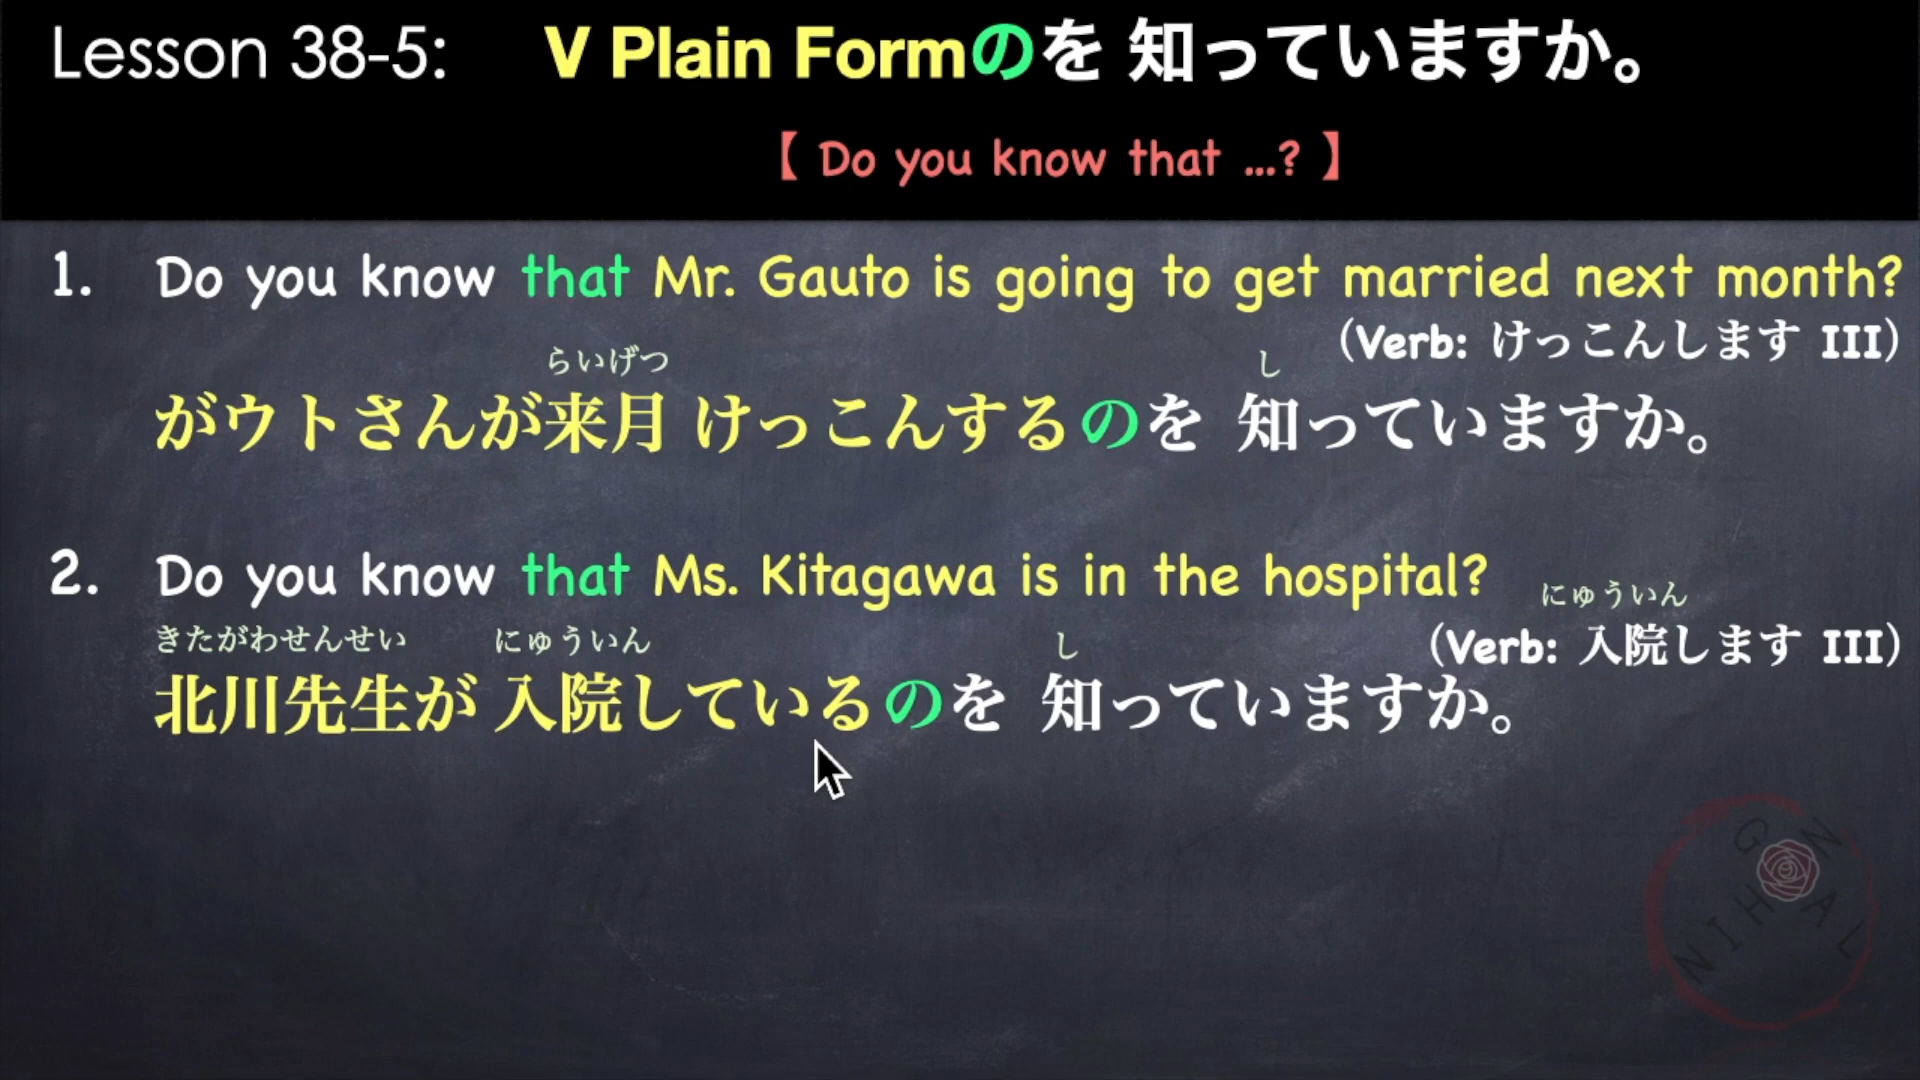 Lesson 38-5: V Plain Formのを 知っていますか。
【 Do you know that ...? 】
1. Do you know that Mr. Gauto is going to get married next month?
(Verb: けっこんします III)
らいげつ し
がウトさんが来月 けっこんするのを 知っていますか。
2. Do you know that Ms. Kitagawa is in the hospital?
にゅういん
(Verb: 入院します III)
きたがわせんせい にゅういん し
北川先生が 入院しているのを 知っていますか。
NIHON GOAL